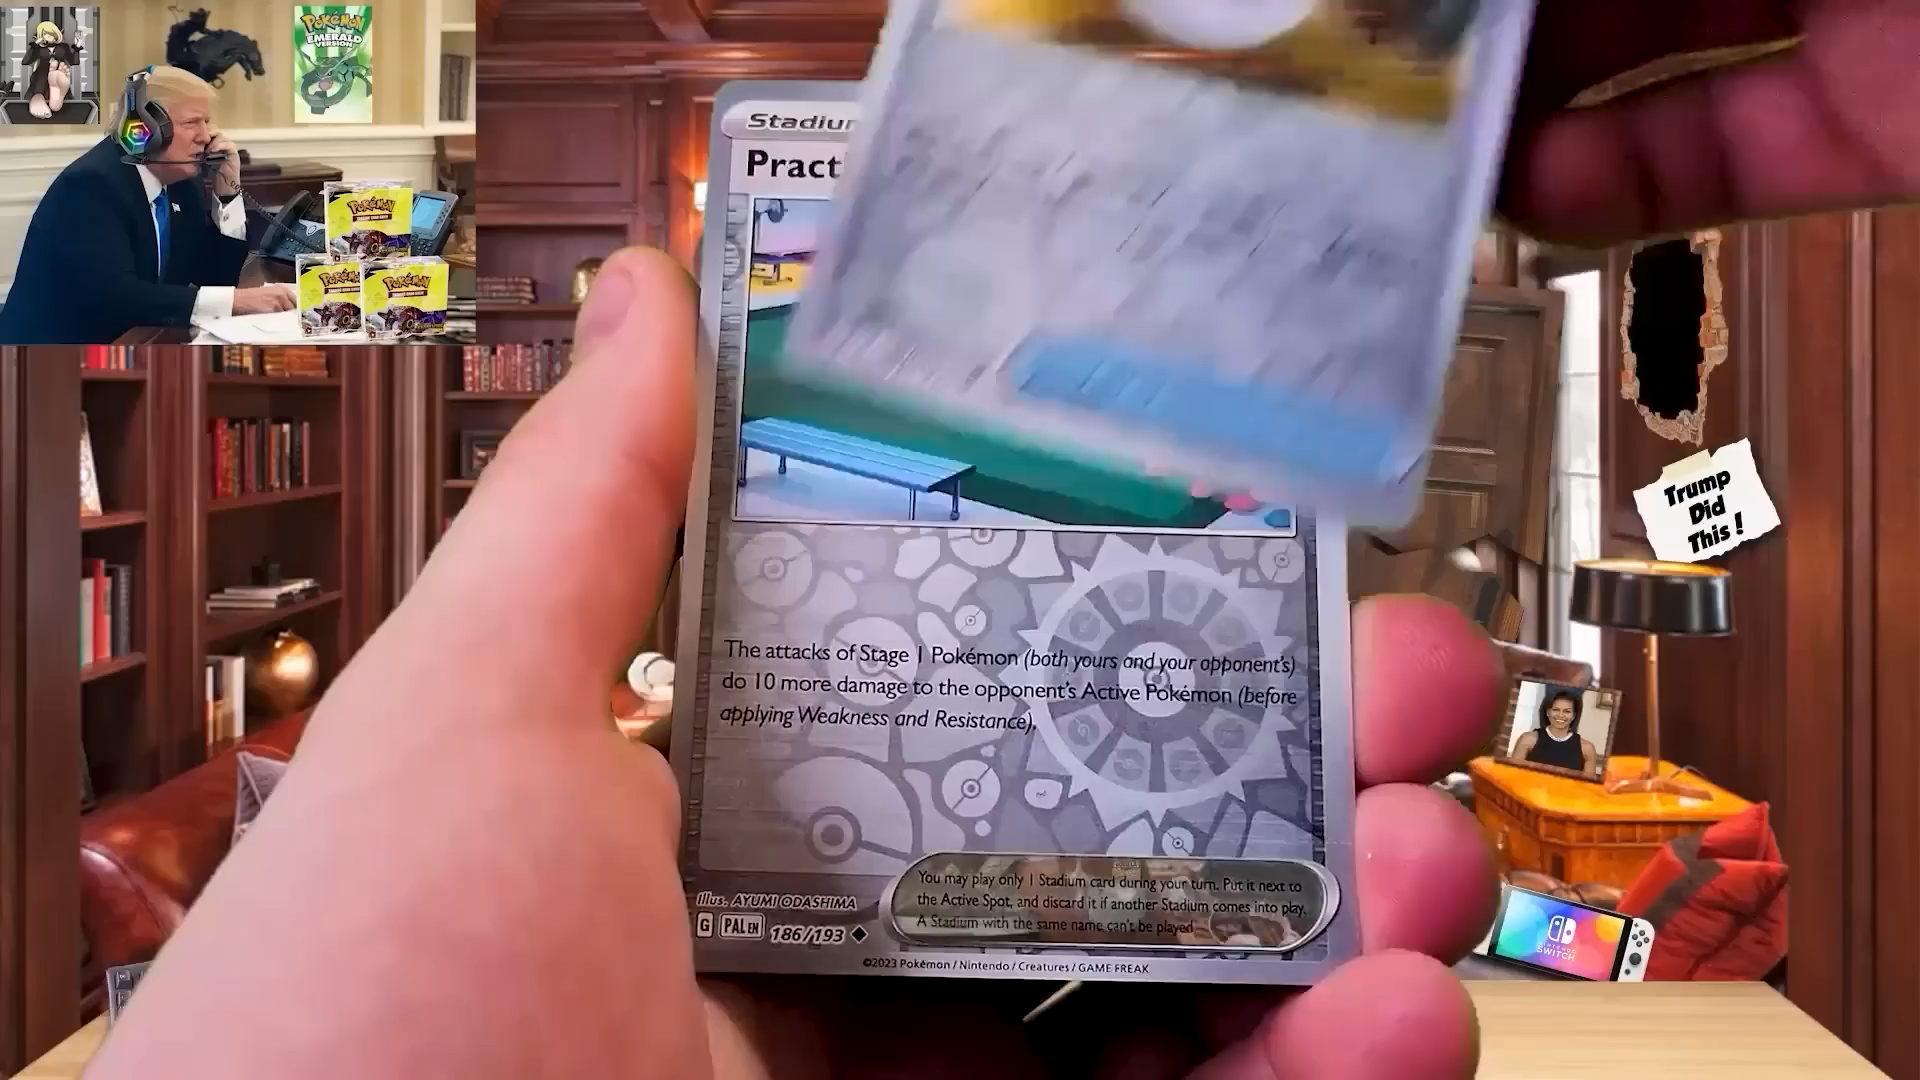 Pokémon
EMERALD
VERSION
POKÉMON
POKÉMON
Stadiu
Pract
The attacks of Stage 1 Pokémon (both yours and your opponent's)
do 10 more damage to the opponent's Active Pokémon (before
applying Weakness and Resistance).
You may play only 1 Stadium card during your turn. Put it next to
the Active Spot, and discard it if another Stadium comes into play.
A Stadium with the same name can't be played
Illus. AYUMI ODASHIMA
G PAL EN 186/193
©2023 Pokémon / Nintendo / Creatures / GAME FREAK
Trump
Did
This!
NINTENDO
SWITCH